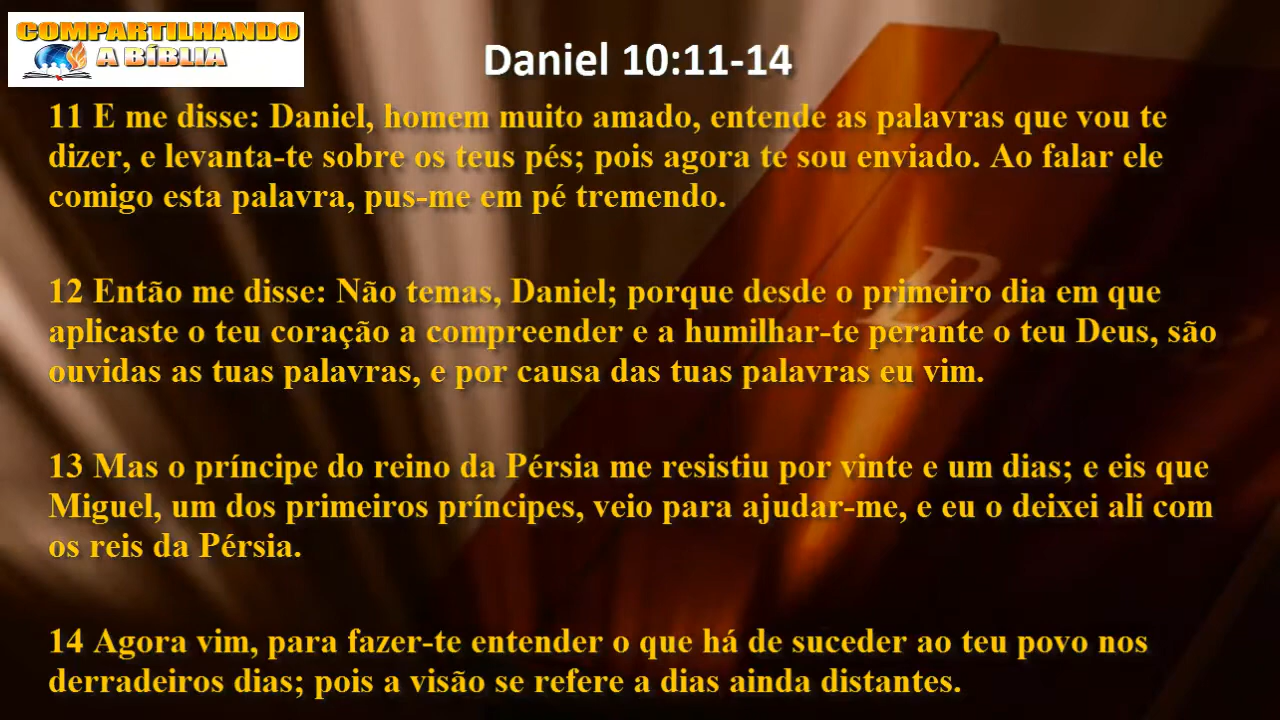 COMPARTILHANDO
A BÍBLIA
Daniel 10:11-14
11 E me disse: Daniel, homem muito amado, entende as palavras que vou te
dizer, e levanta-te sobre os teus pés; pois agora te sou enviado. Ao falar ele
comigo esta palavra, pus-me em pé tremendo.
12 Então me disse: Não temas, Daniel; porque desde o primeiro dia em que
aplicaste o teu coração a compreender e a humilhar-te perante o teu Deus, são
ouvidas as tuas palavras, e por causa das tuas palavras eu vim.
13 Mas o príncipe do reino da Pérsia me resistiu por vinte e um dias; e eis que
Miguel, um dos primeiros príncipes, veio para ajudar-me, e eu o deixei ali com
os reis da Pérsia.
14 Agora vim, para fazer-te entender o que há de suceder ao teu povo nos
derradeiros dias; pois a visão se refere a dias ainda distantes.